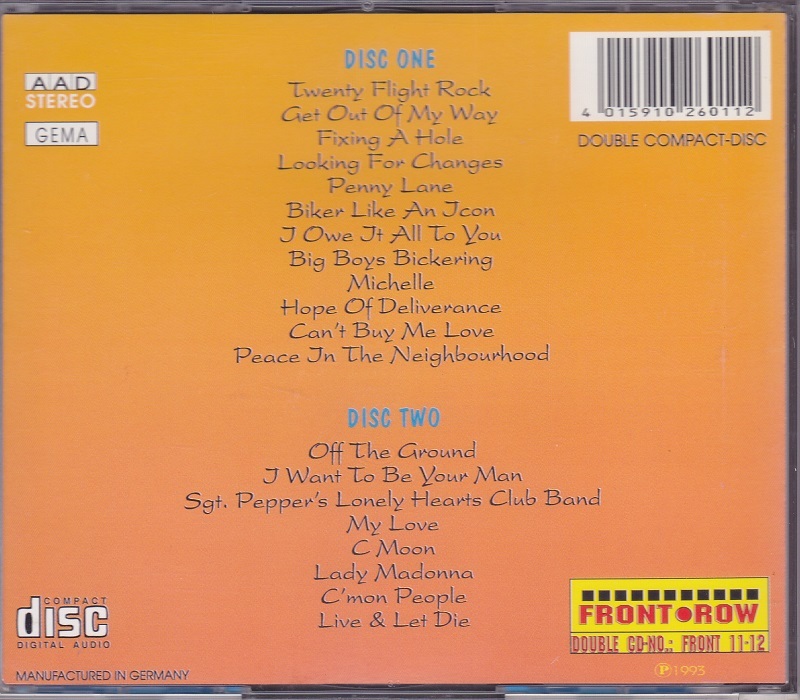 AAD
STEREO
GEMA
DISC ONE
Twenty Flight Rock
Get Out Of My Way
Fixing A Hole
Looking For Changes
Penny Lane
Biker Like An Icon
I Owe It All To You
Big Boys Bickering
Michelle
Hope Of Deliverance
Can't Buy Me Love
Peace In The Neighbourhood
4 015910 260112
DOUBLE COMPACT-DISC
DISC TWO
Off The Ground
I Want To Be Your Man
Sgt. Pepper's Lonely Hearts Club Band
My Love
C Moon
Lady Madonna
C'mon People
Live & Let Die
COMPACT
disc
DIGITAL AUDIO
MANUFACTURED IN GERMANY
FRONT•ROW
DOUBLE CD-NO.: FRONT 11-12
℗1993